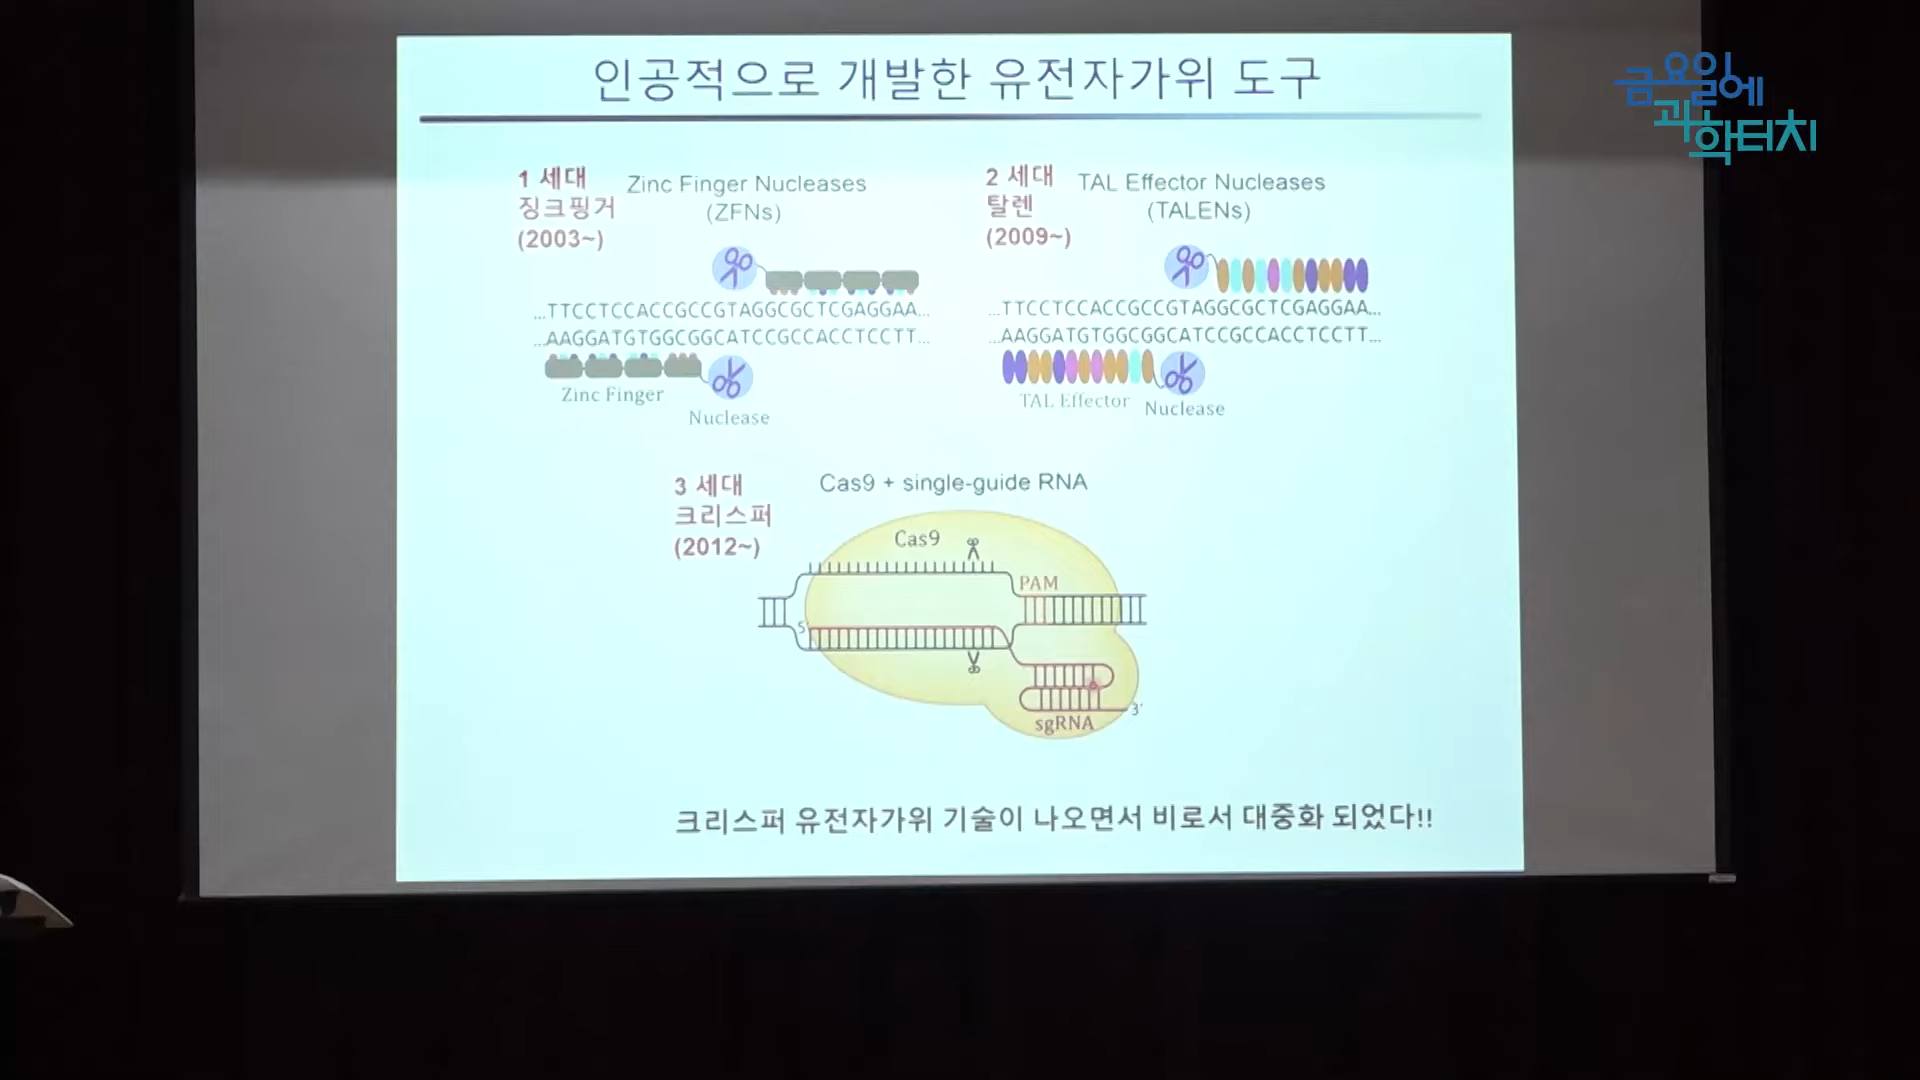 인공적으로 개발한 유전자가위 도구
금요일에
과학터치
1 세대
징크핑거
(2003~)
Zinc Finger Nucleases
(ZFNs)
...TTCCTCCACCGCCGTAGGCGCTCGAGGAA...
...AAGGATGTGGCGGCATCCGCCACCTCCTT...
Zinc Finger
Nuclease
2 세대
탈렌
(2009~)
TAL Effector Nucleases
(TALENs)
...TTCCTCCACCGCCGTAGGCGCTCGAGGAA...
...AAGGATGTGGCGGCATCCGCCACCTCCTT...
TAL Effector
Nuclease
3 세대
크리스퍼
(2012~)
Cas9 + single-guide RNA
Cas9
PAM
5'
3'
sgRNA
크리스퍼 유전자가위 기술이 나오면서 비로서 대중화 되었다!!